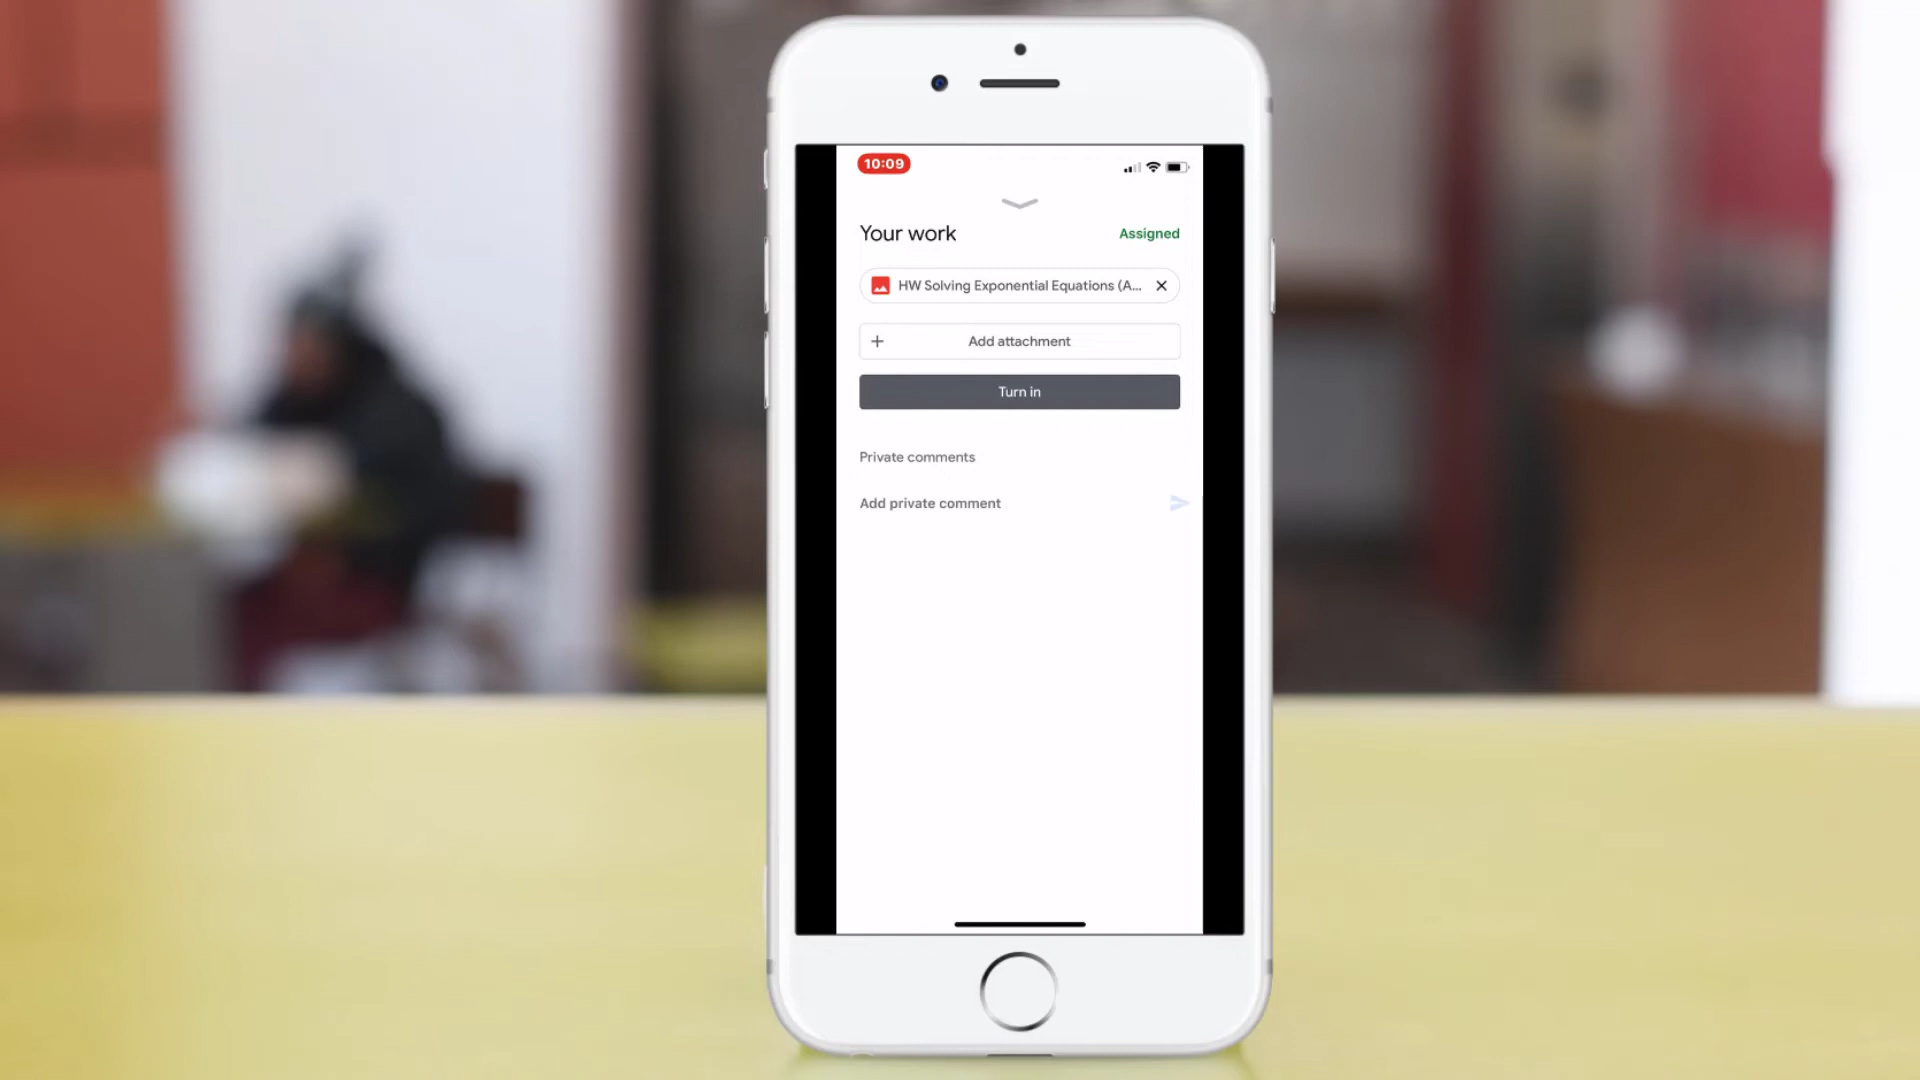 10:09
Your work
Assigned
HW Solving Exponential Equations (A...
Add attachment
Turn in
Private comments
Add private comment